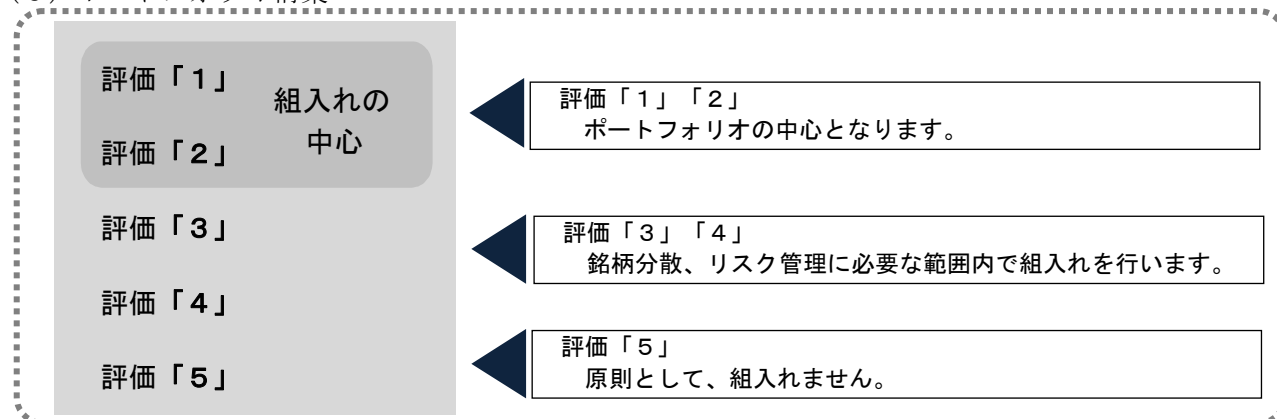 評価「１」
組入れの
中心
評価「２」
評価「３」
評価「４」
評価「５」
評価「１」「２」
ポートフォリオの中心となります。
評価「３」「４」
銘柄分散、リスク管理に必要な範囲内で組入れを行います。
評価「５」
原則として、組入れません。